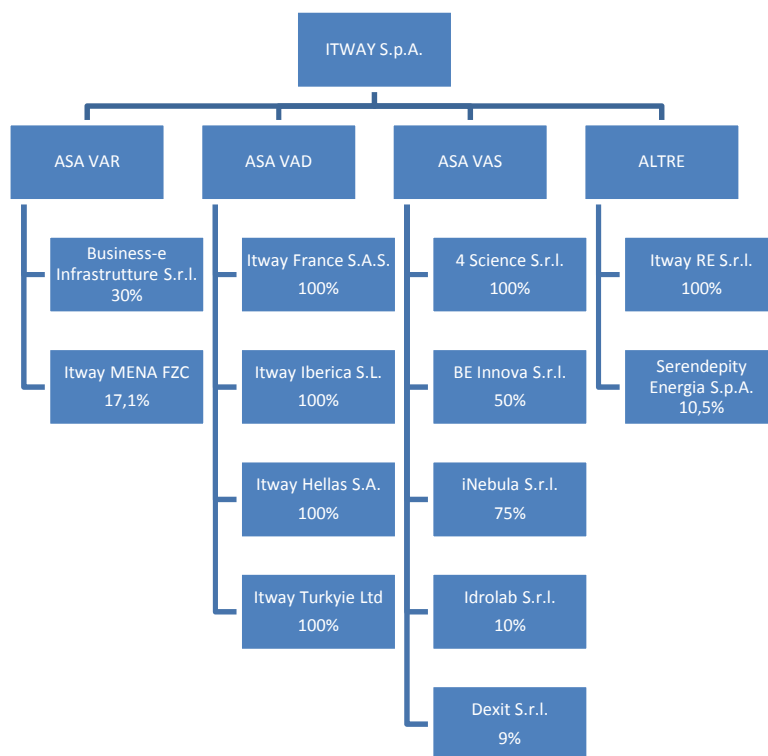 ITWAY S.p.A.
ASA VAR
ASA VAD
ASA VAS
ALTRE
Business-e
Infrastrutture S.r.l.
30%
Itway MENA FZC
17,1%
Itway France S.A.S.
100%
Itway Iberica S.L.
100%
Itway Hellas S.A.
100%
Itway Turkyie Ltd
100%
4 Science S.r.l.
100%
BE Innova S.r.l.
50%
iNebula S.r.l.
75%
Idrolab S.r.l.
10%
Dexit S.r.l.
9%
Itway RE S.r.l.
100%
Serendepity
Energia S.p.A.
10,5%